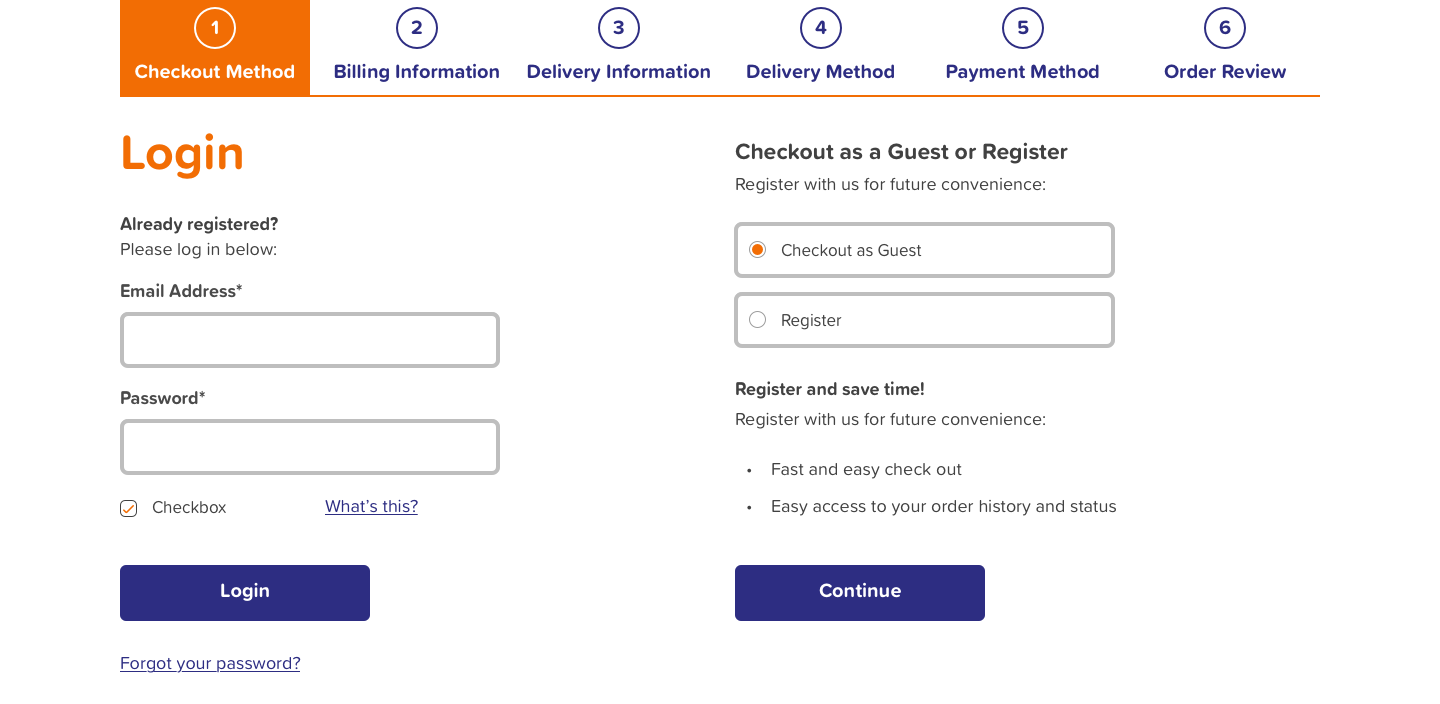 1 2 3 4 5 6
Checkout Method Billing Information Delivery Information Delivery Method Payment Method Order Review
Login
Already registered?
Please log in below:
Email Address*
Password*
Checkbox What’s this?
Login
Forgot your password?
Checkout as a Guest or Register
Register with us for future convenience:
Checkout as Guest
Register
Register and save time!
Register with us for future convenience:
• Fast and easy check out
• Easy access to your order history and status
Continue